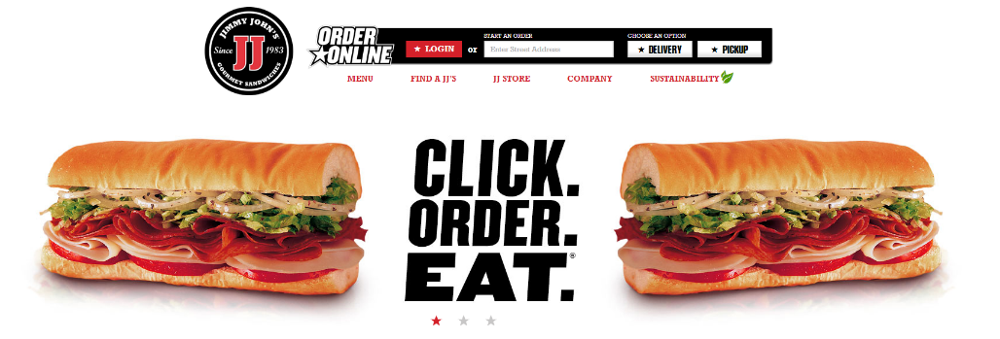 JIMMY JOHN'S
Since JJ 1983
GOURMET SANDWICHES
ORDER
ONLINE
★ LOGIN
or
START AN ORDER
Enter Street Address
CHOOSE AN OPTION
★ DELIVERY
★ PICKUP
MENU
FIND A JJ'S
JJ STORE
COMPANY
SUSTAINABILITY
CLICK.
ORDER.
EAT.®